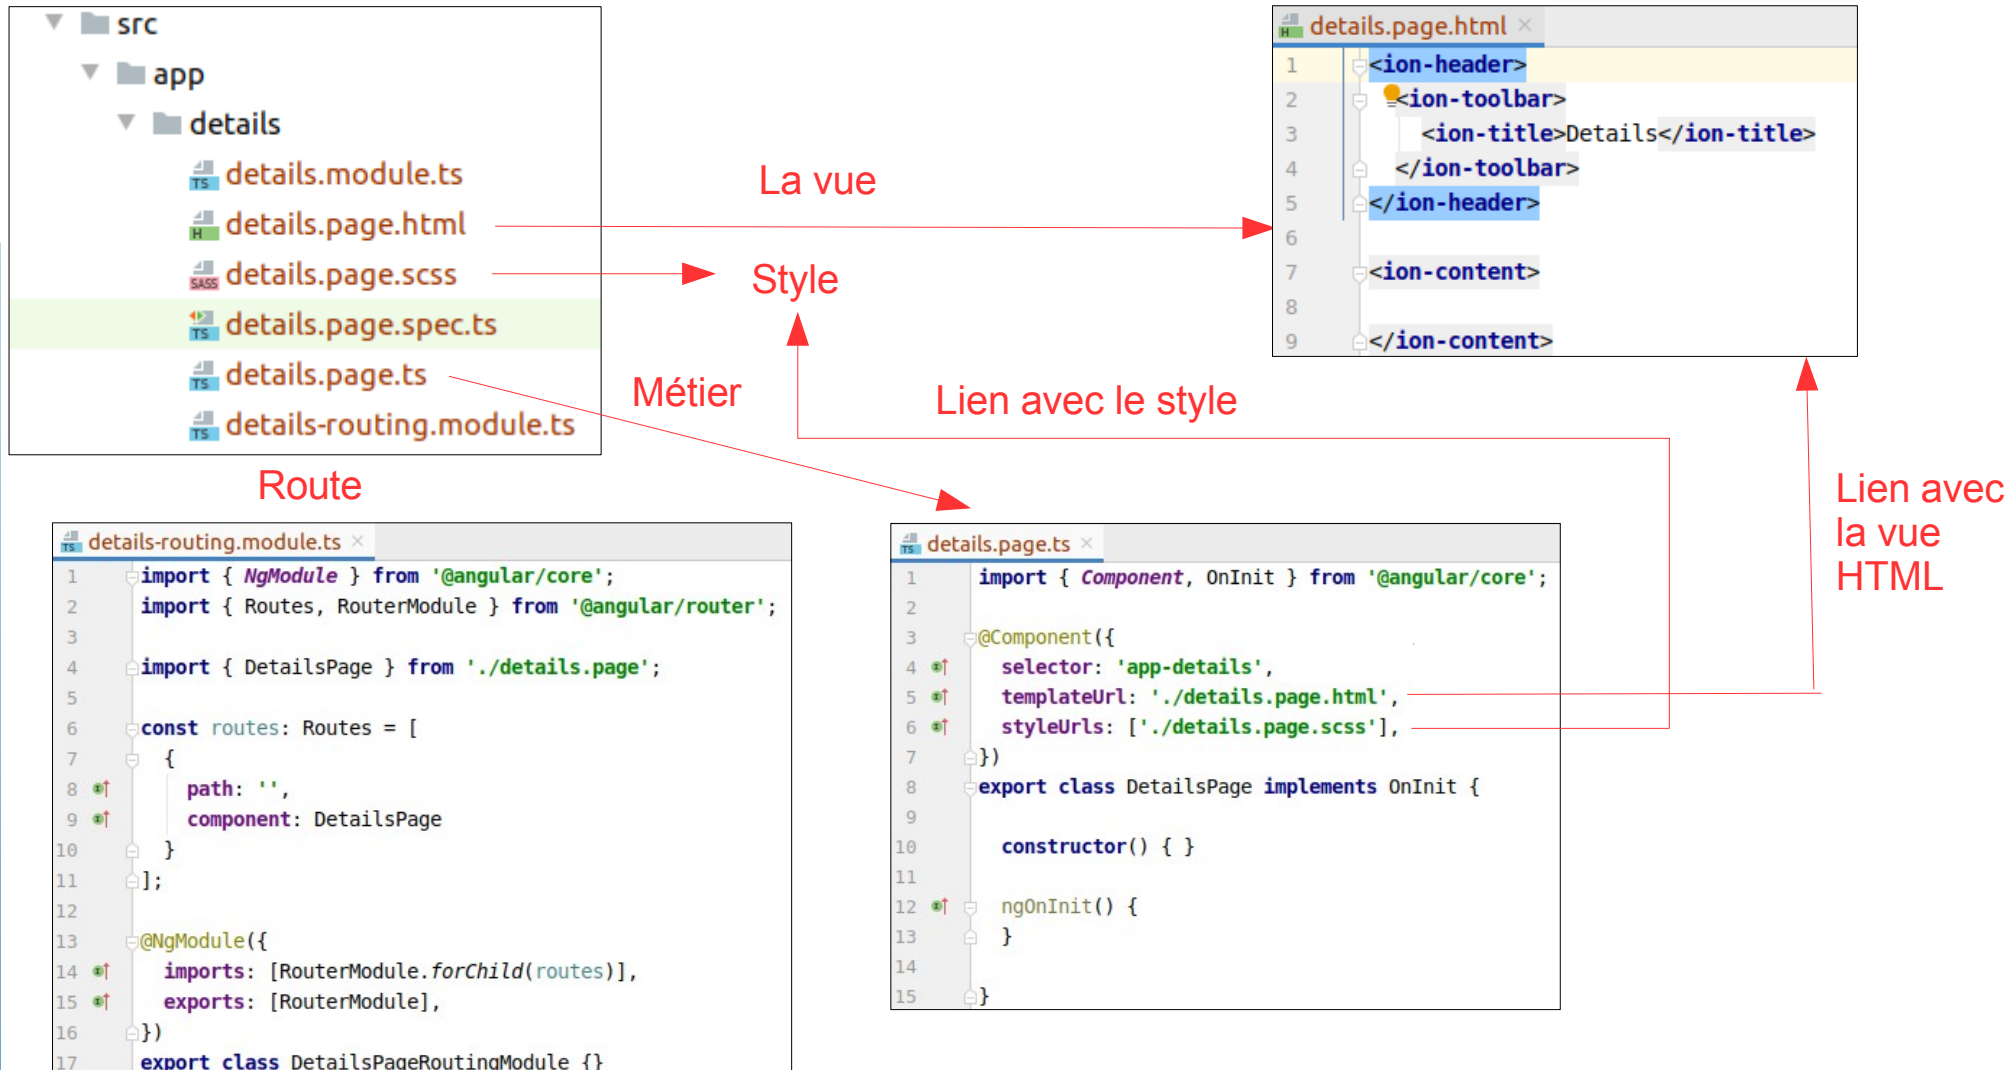 src
app
details
details.module.ts
details.page.html
details.page.scss
details.page.spec.ts
details.page.ts
details-routing.module.ts
La vue
Style
Métier
Lien avec le style
Lien avec
la vue
HTML
Route
details.page.html
1 <ion-header>
2 <ion-toolbar>
3 <ion-title>Details</ion-title>
4 </ion-toolbar>
5 </ion-header>
6
7 <ion-content>
8
9 </ion-content>
details-routing.module.ts
1 import { NgModule } from '@angular/core';
2 import { Routes, RouterModule } from '@angular/router';
3
4 import { DetailsPage } from './details.page';
5
6 const routes: Routes = [
7 {
8 path: '',
9 component: DetailsPage
10 }
11 ];
12
13 @NgModule({
14 imports: [RouterModule.forChild(routes)],
15 exports: [RouterModule],
16 })
17 export class DetailsPageRoutingModule {}
details.page.ts
1 import { Component, OnInit } from '@angular/core';
2
3 @Component({
4 selector: 'app-details',
5 templateUrl: './details.page.html',
6 styleUrls: ['./details.page.scss'],
7 })
8 export class DetailsPage implements OnInit {
9
10 constructor() { }
11
12 ngOnInit() {
13 }
14
15 }